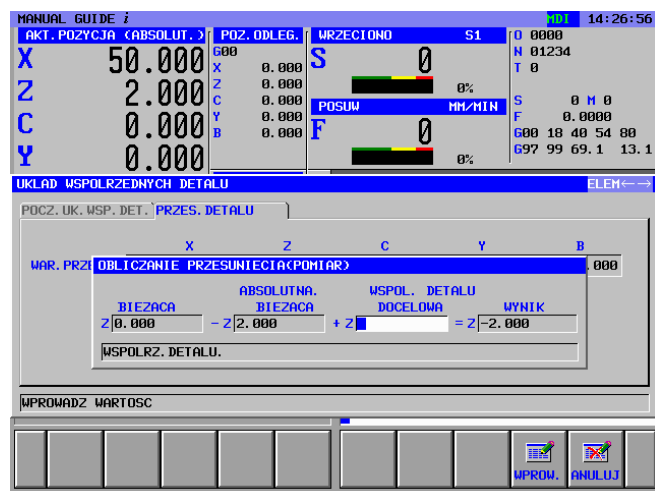 MANUAL GUIDE i MDI 14:26:56
AKT.POZYCJA (ABSOLUT.) POZ.ODLEG. WRZECIONO S1 O 0000
X 50.000 G00 S 0 N 01234
X 0.000 T 0
Z 2.000 Z 0.000 0%
C 0.000 POSUW MM/MIN S 0 M 0
C 0.000 Y 0.000 F 0 F 0.0000
B 0.000 G00 18 40 54 80
Y 0.000 0% G97 99 69.1 13.1
UKLAD WSPOLRZEDNYCH DETALU ELEM←→
POCZ.UK.WSP.DET. PRZES.DETALU
X Z C Y B
WAR.PRZE .000
OBLICZANIE PRZESUNIECIA(POMIAR)
ABSOLUTNA. WSPOL. DETALU
BIEZACA BIEZACA DOCELOWA WYNIK
Z 0.000 - Z 2.000 + Z = Z -2.000
WSPOLRZ.DETALU.
WPROWADZ WARTOSC
WPROW. ANULUJ